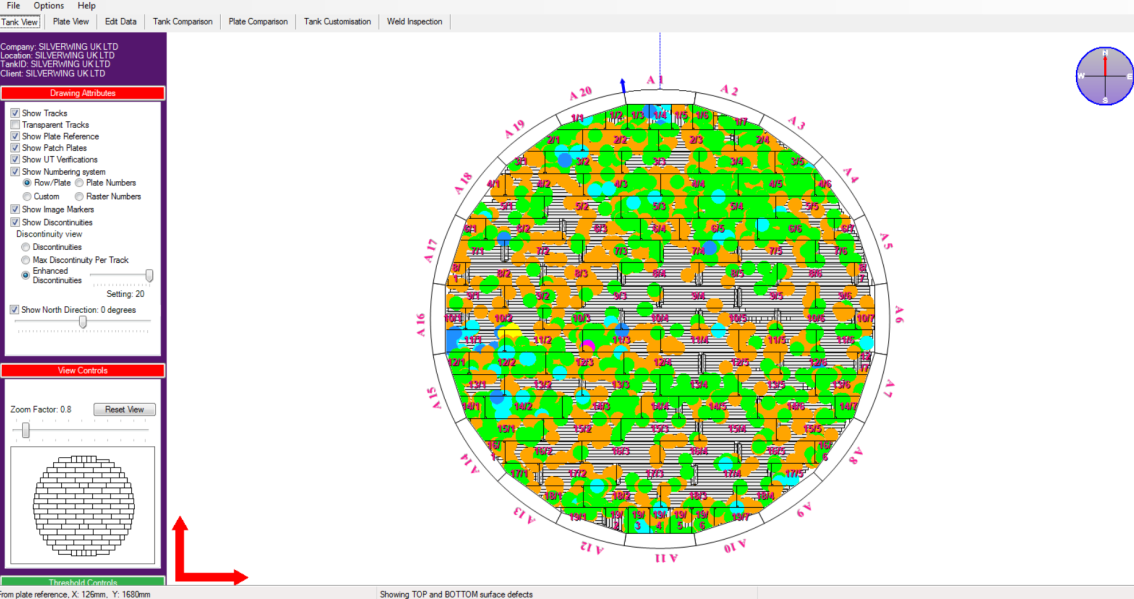 File Options Help
Tank View Plate View Edit Data Tank Comparison Plate Comparison Tank Customisation Weld Inspection
Company: SILVERWING UK LTD
Location: SILVERWING UK LTD
TankID: SILVERWING UK LTD
Client: SILVERWING UK LTD
Drawing Attributes
Show Tracks
Transparent Tracks
Show Plate Reference
Show Patch Plates
Show UT Verifications
Show Numbering system
Row/Plate Plate Numbers
Custom Raster Numbers
Show Image Markers
Show Discontinuities
Discontinuity view
Discontinuities
Max Discontinuity Per Track
Enhanced
Discontinuities
Setting: 20
Show North Direction: 0 degrees
View Controls
Zoom Factor: 0.8 Reset View
Threshold Controls
A 1
A 2
A 3
A 4
A 5
A 6
A 7
A 8
A 9
A 10
A 11
A 12
A 13
A 14
A 15
A 16
A 17
A 18
A 19
A 20
1/1 1/2 1/3 1/4 1/5 1/6 1/7
2/1 2/2 2/3 2/4
3/1 3/2 3/3 3/4 3/5
4/1 4/2 4/3 4/4 4/5 4/6
5/1 5/2 5/3 5/4 5/5
6/1 6/2 6/3 6/4 6/5 6/6 6/7
7/1 7/2 7/3 7/4 7/5 7/6
8/1 8/2 8/3 8/4 8/5 8/6 8/7
9/1 9/2 9/3 9/4 9/5 9/6
10/1 10/2 10/3 10/4 10/5 10/6 10/7
11/1 11/2 11/3 11/4 11/5 11/6
12/1 12/2 12/3 12/4 12/5 12/6
13/1 13/2 13/3 13/4 13/5 13/6
14/1 14/2 14/3 14/4 14/5 14/6 14/7
15/1 15/2 15/3 15/4 15/5
16/1 16/2 16/3 16/4 16/5 16/6
17/1 17/2 17/3 17/4 17/5
18/1 18/2 18/3 18/4
19/1 19/3 19/4 19/5 19/6 19/7
N
W E
S
From plate reference, X: 126mm, Y: 1680mm Showing TOP and BOTTOM surface defects